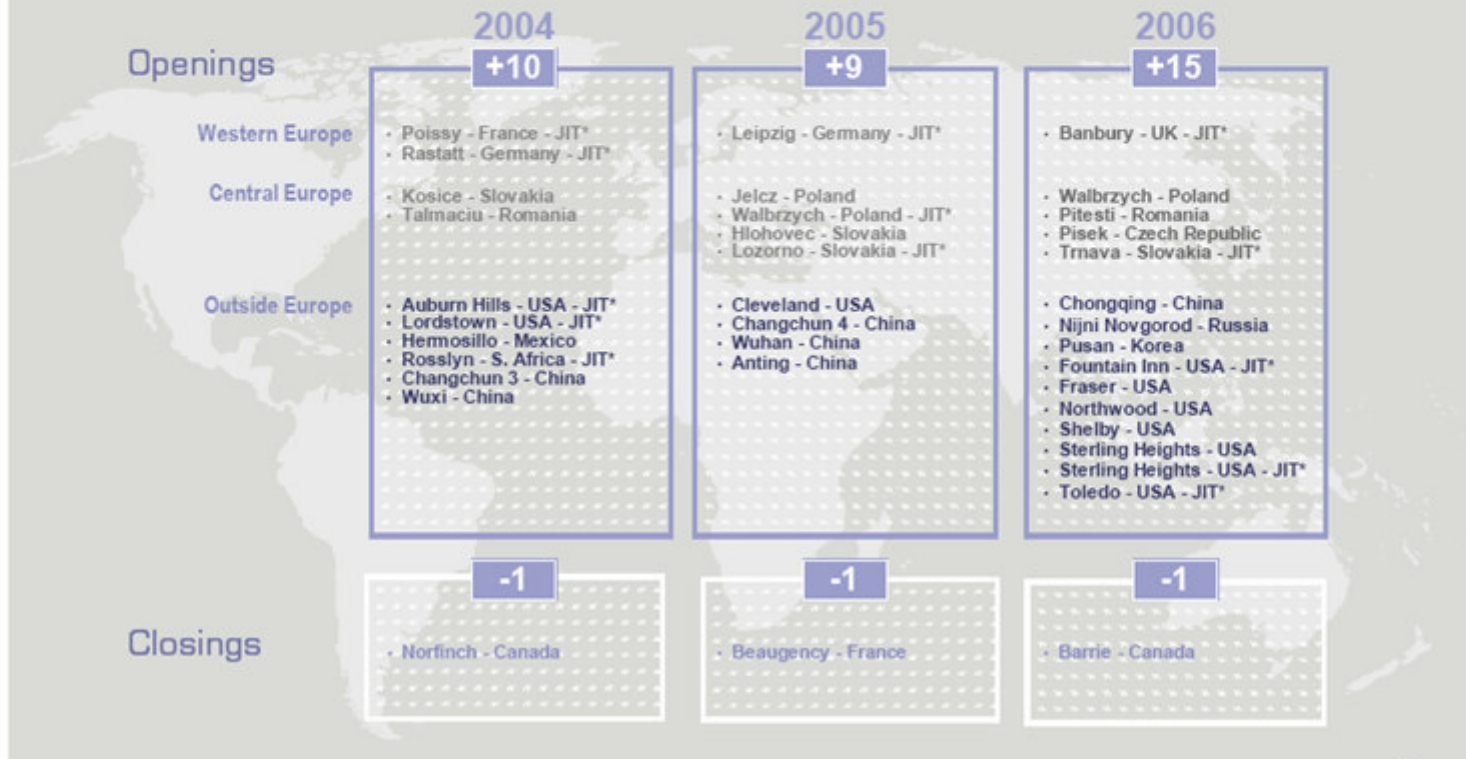 2004 2005 2006
Openings +10 +9 +15
Western Europe
· Poissy - France - JIT*
· Rastatt - Germany - JIT*
· Leipzig - Germany - JIT*
· Banbury - UK - JIT*
Central Europe
· Kosice - Slovakia
· Talmaciu - Romania
· Jelcz - Poland
· Walbrzych - Poland - JIT*
· Hlohovec - Slovakia
· Lozorno - Slovakia - JIT*
· Walbrzych - Poland
· Pitesti - Romania
· Pisek - Czech Republic
· Trnava - Slovakia - JIT*
Outside Europe
· Auburn Hills - USA - JIT*
· Lordstown - USA - JIT*
· Hermosillo - Mexico
· Rosslyn - S. Africa - JIT*
· Changchun 3 - China
· Wuxi - China
· Cleveland - USA
· Changchun 4 - China
· Wuhan - China
· Anting - China
· Chongqing - China
· Nijni Novgorod - Russia
· Pusan - Korea
· Fountain Inn - USA - JIT*
· Fraser - USA
· Northwood - USA
· Shelby - USA
· Sterling Heights - USA
· Sterling Heights - USA - JIT*
· Toledo - USA - JIT*
-1 -1 -1
Closings
· Norfinch - Canada
· Beaugency - France
· Barrie - Canada